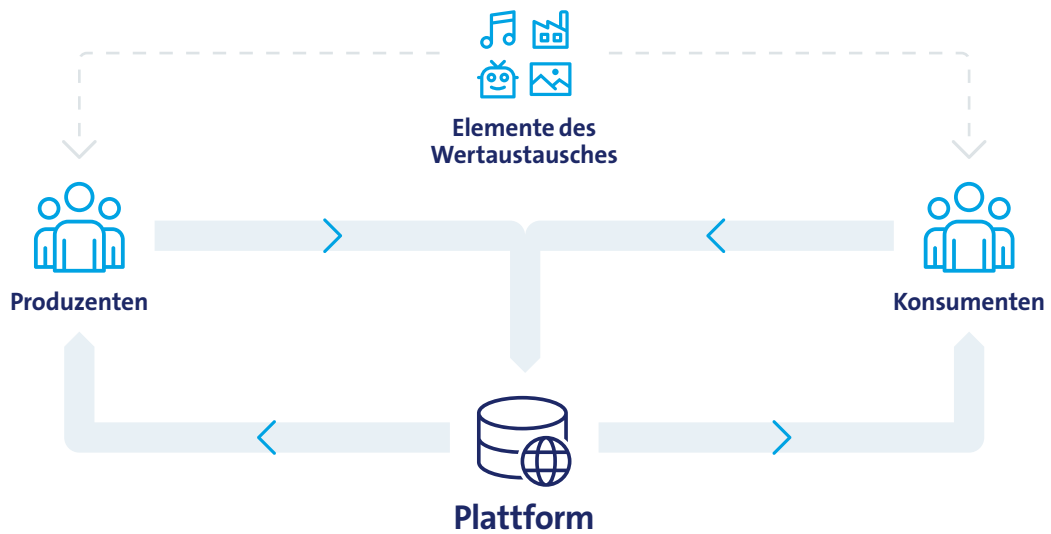 Elemente des
Wertaustausches
Produzenten
Konsumenten
Plattform